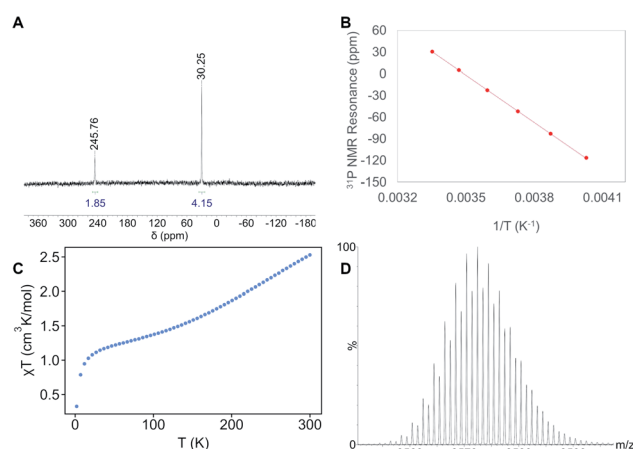 A
245.76
30.25
1.85
4.15
360 300 240 180 120 60 0 -60 -120 -180
δ (ppm)
B
³¹P NMR Resonance (ppm)
60
30
0
-30
-60
-90
-120
-150
0.0032 0.0035 0.0038 0.0041
1/T (K⁻¹)
C
χT (cm³K/mol)
2.5
2.0
1.5
1.0
0.5
0 100 200 300
T (K)
D
100
%
0
m/z